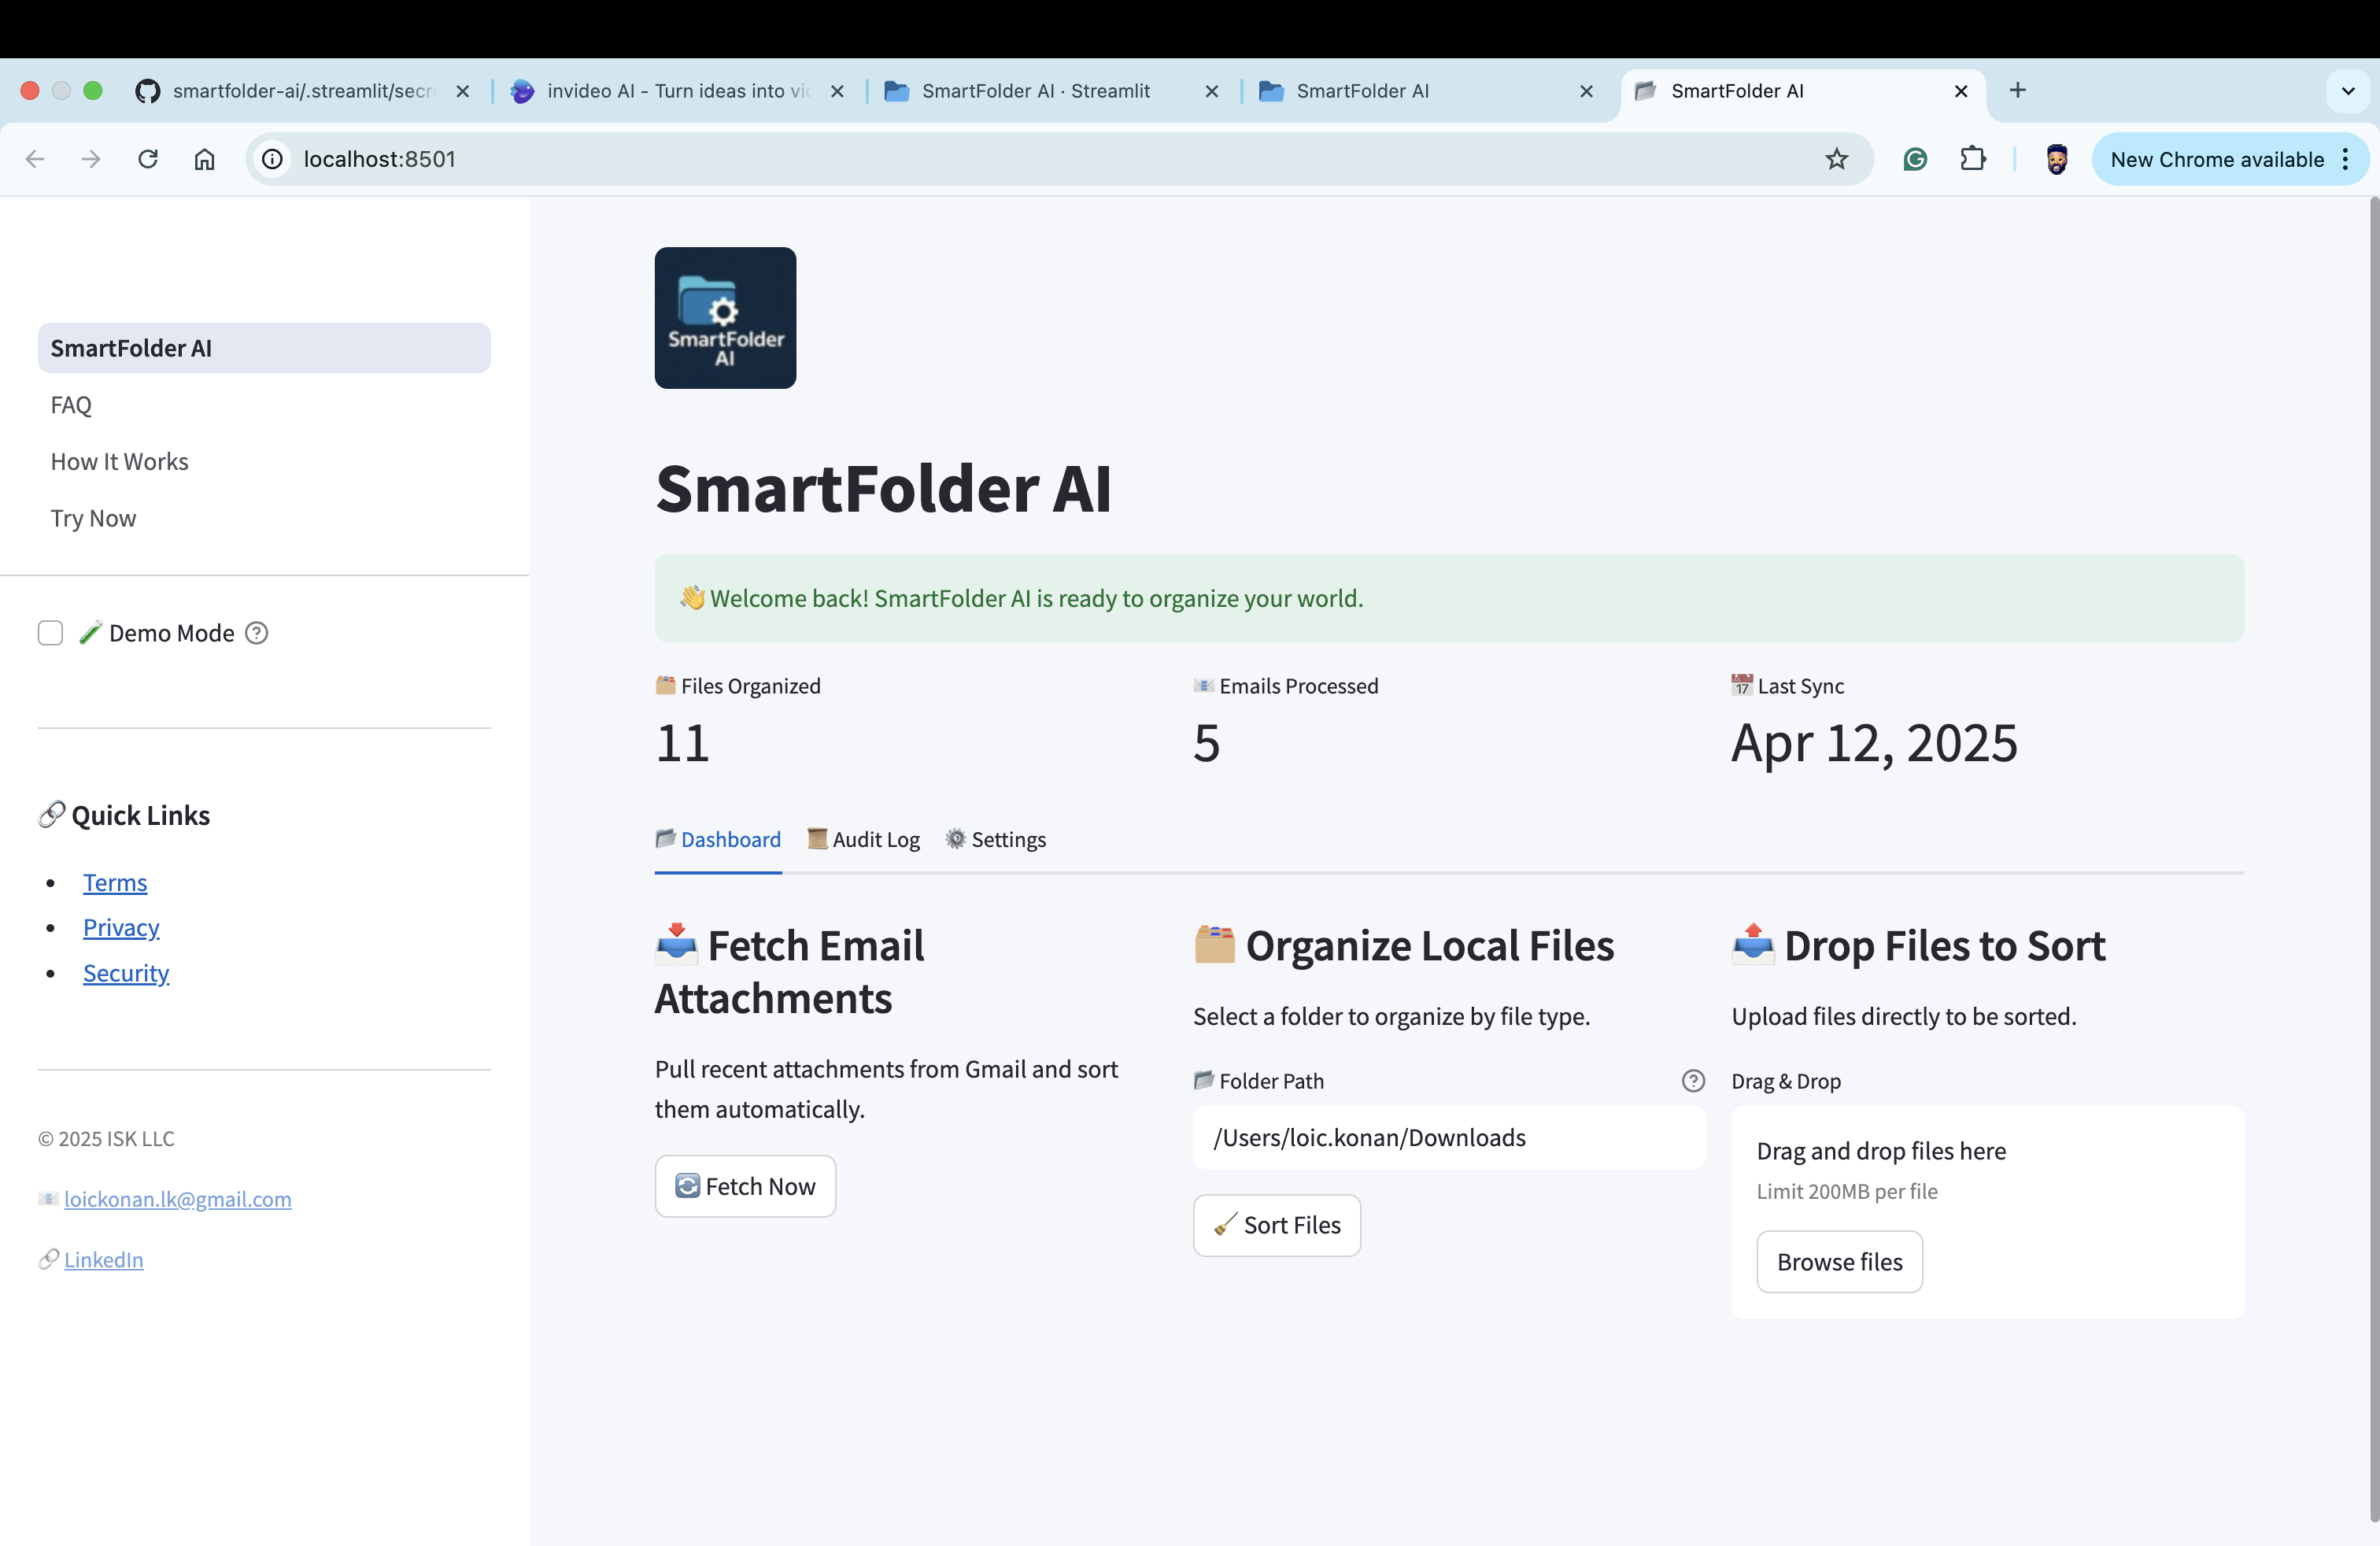 smartfolder-ai/.streamlit/secr
invideo AI - Turn ideas into vi
SmartFolder AI · Streamlit
SmartFolder AI
SmartFolder AI
localhost:8501
New Chrome available
SmartFolder AI
FAQ
How It Works
Try Now
Demo Mode
Quick Links
Terms
Privacy
Security
© 2025 ISK LLC
loickonan.lk@gmail.com
LinkedIn
SmartFolder
AI
SmartFolder AI
Welcome back! SmartFolder AI is ready to organize your world.
Files Organized
11
Emails Processed
5
Last Sync
Apr 12, 2025
Dashboard
Audit Log
Settings
Fetch Email
Attachments
Pull recent attachments from Gmail and sort
them automatically.
Fetch Now
Organize Local Files
Select a folder to organize by file type.
Folder Path
/Users/loic.konan/Downloads
Sort Files
Drop Files to Sort
Upload files directly to be sorted.
Drag & Drop
Drag and drop files here
Limit 200MB per file
Browse files